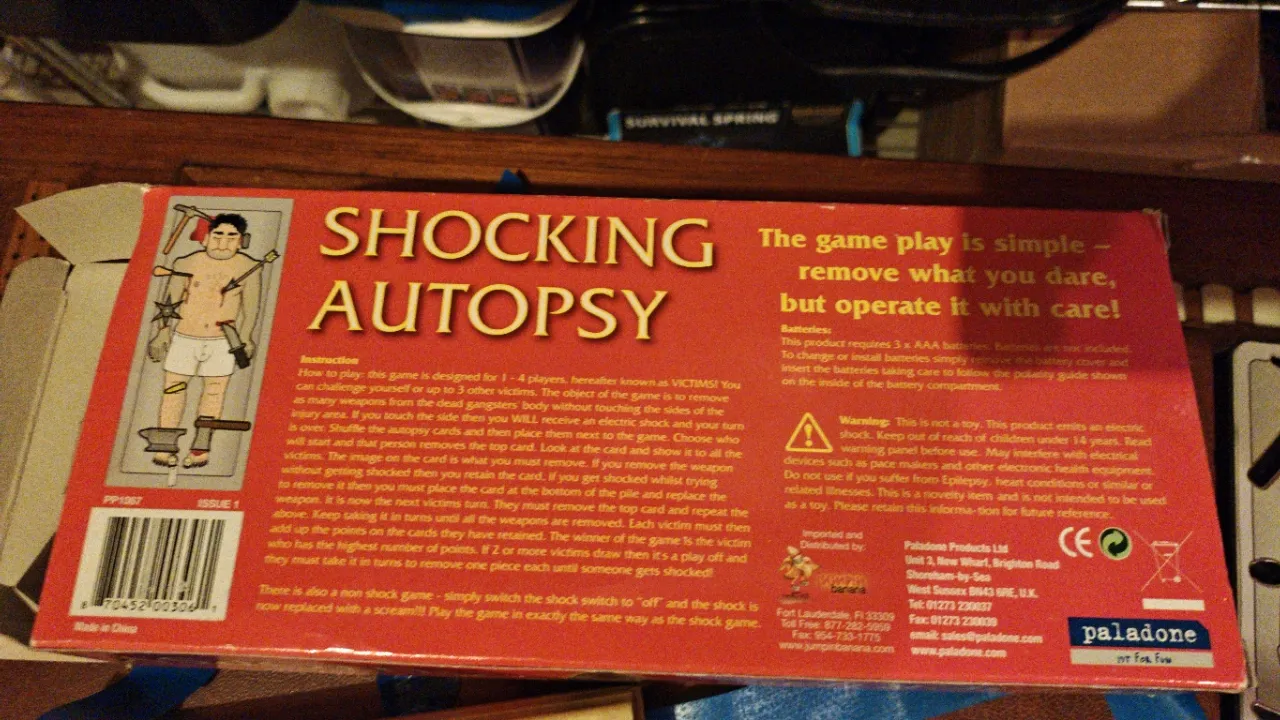 SURVIVAL SPRING
SHOCKING
AUTOPSY
Instruction
How to play: this game is designed for 1 - 4 players, hereafter known as VICTIMS! You
can challenge yourself or up to 3 other victims. The object of the game is to remove
as many weapons from the dead gangsters' body without touching the sides of the
injury area. If you touch the side then you WILL receive an electric shock and your turn
is over. Shuffle the autopsy cards and then place them next to the game. Choose who
will start and that person removes the top card. Look at the card and show it to all the
victims. The image on the card is what you must remove. If you remove the weapon
without getting shocked then you retain the card. If you get shocked whilst trying
to remove it then you must place the card at the bottom of the pile and replace the
weapon. It is now the next victims turn. They must remove the top card and repeat the
above. Keep saking it in turns until all the weapons are removed. Each victim must then
add up the points on the cards they have retained. The winner of the game is the victim
who has the highest number of points. If 2 or more victims draw then it's a play off and
they must take it in turns to remove one piece each until someone gets shocked!
There is also a non shock game - simply switch the shock switch to "off" and the shock is
now replaced with a scream!!! Play the game in exactly the same way as the shock game.
PP1067 ISSUE 1
8 70452 00306 1
Made in China
The game play is simple –
remove what you dare,
but operate it with care!
Batteries:
This product requires 3 x AAA batteries. Batteries are not included.
To change or install batteries simply remove the battery cover and
insert the batteries taking care to follow the polarity guide shown
on the inside of the battery compartment.
Warning: This is not a toy. This product emits an electric
shock. Keep out of reach of children under 14 years. Read
warning panel before use. May interfere with electrical
devices such as pace makers and other electronic health equipment.
Do not use if you suffer from Epilepsy, heart conditions or similar or
related illnesses. This is a novelty item and is not intended to be used
as a toy. Please retain this informa-tion for future reference.
Imported and
Distributed by:
banana
Fort Lauderdale, Fl 33309
Toll Free: 877-282-5959
Fax: 954-733-1775
www.jumpinbanana.com
Paladone Products Ltd
Unit 3, New Wharf, Brighton Road
Shoreham-by-Sea
West Sussex BN43 6RE, U.K.
Tel: 01273 230037
Fax: 01273 230039
email: sales@paladone.com
www.paladone.com
CE
paladone
JUST FOR FUN